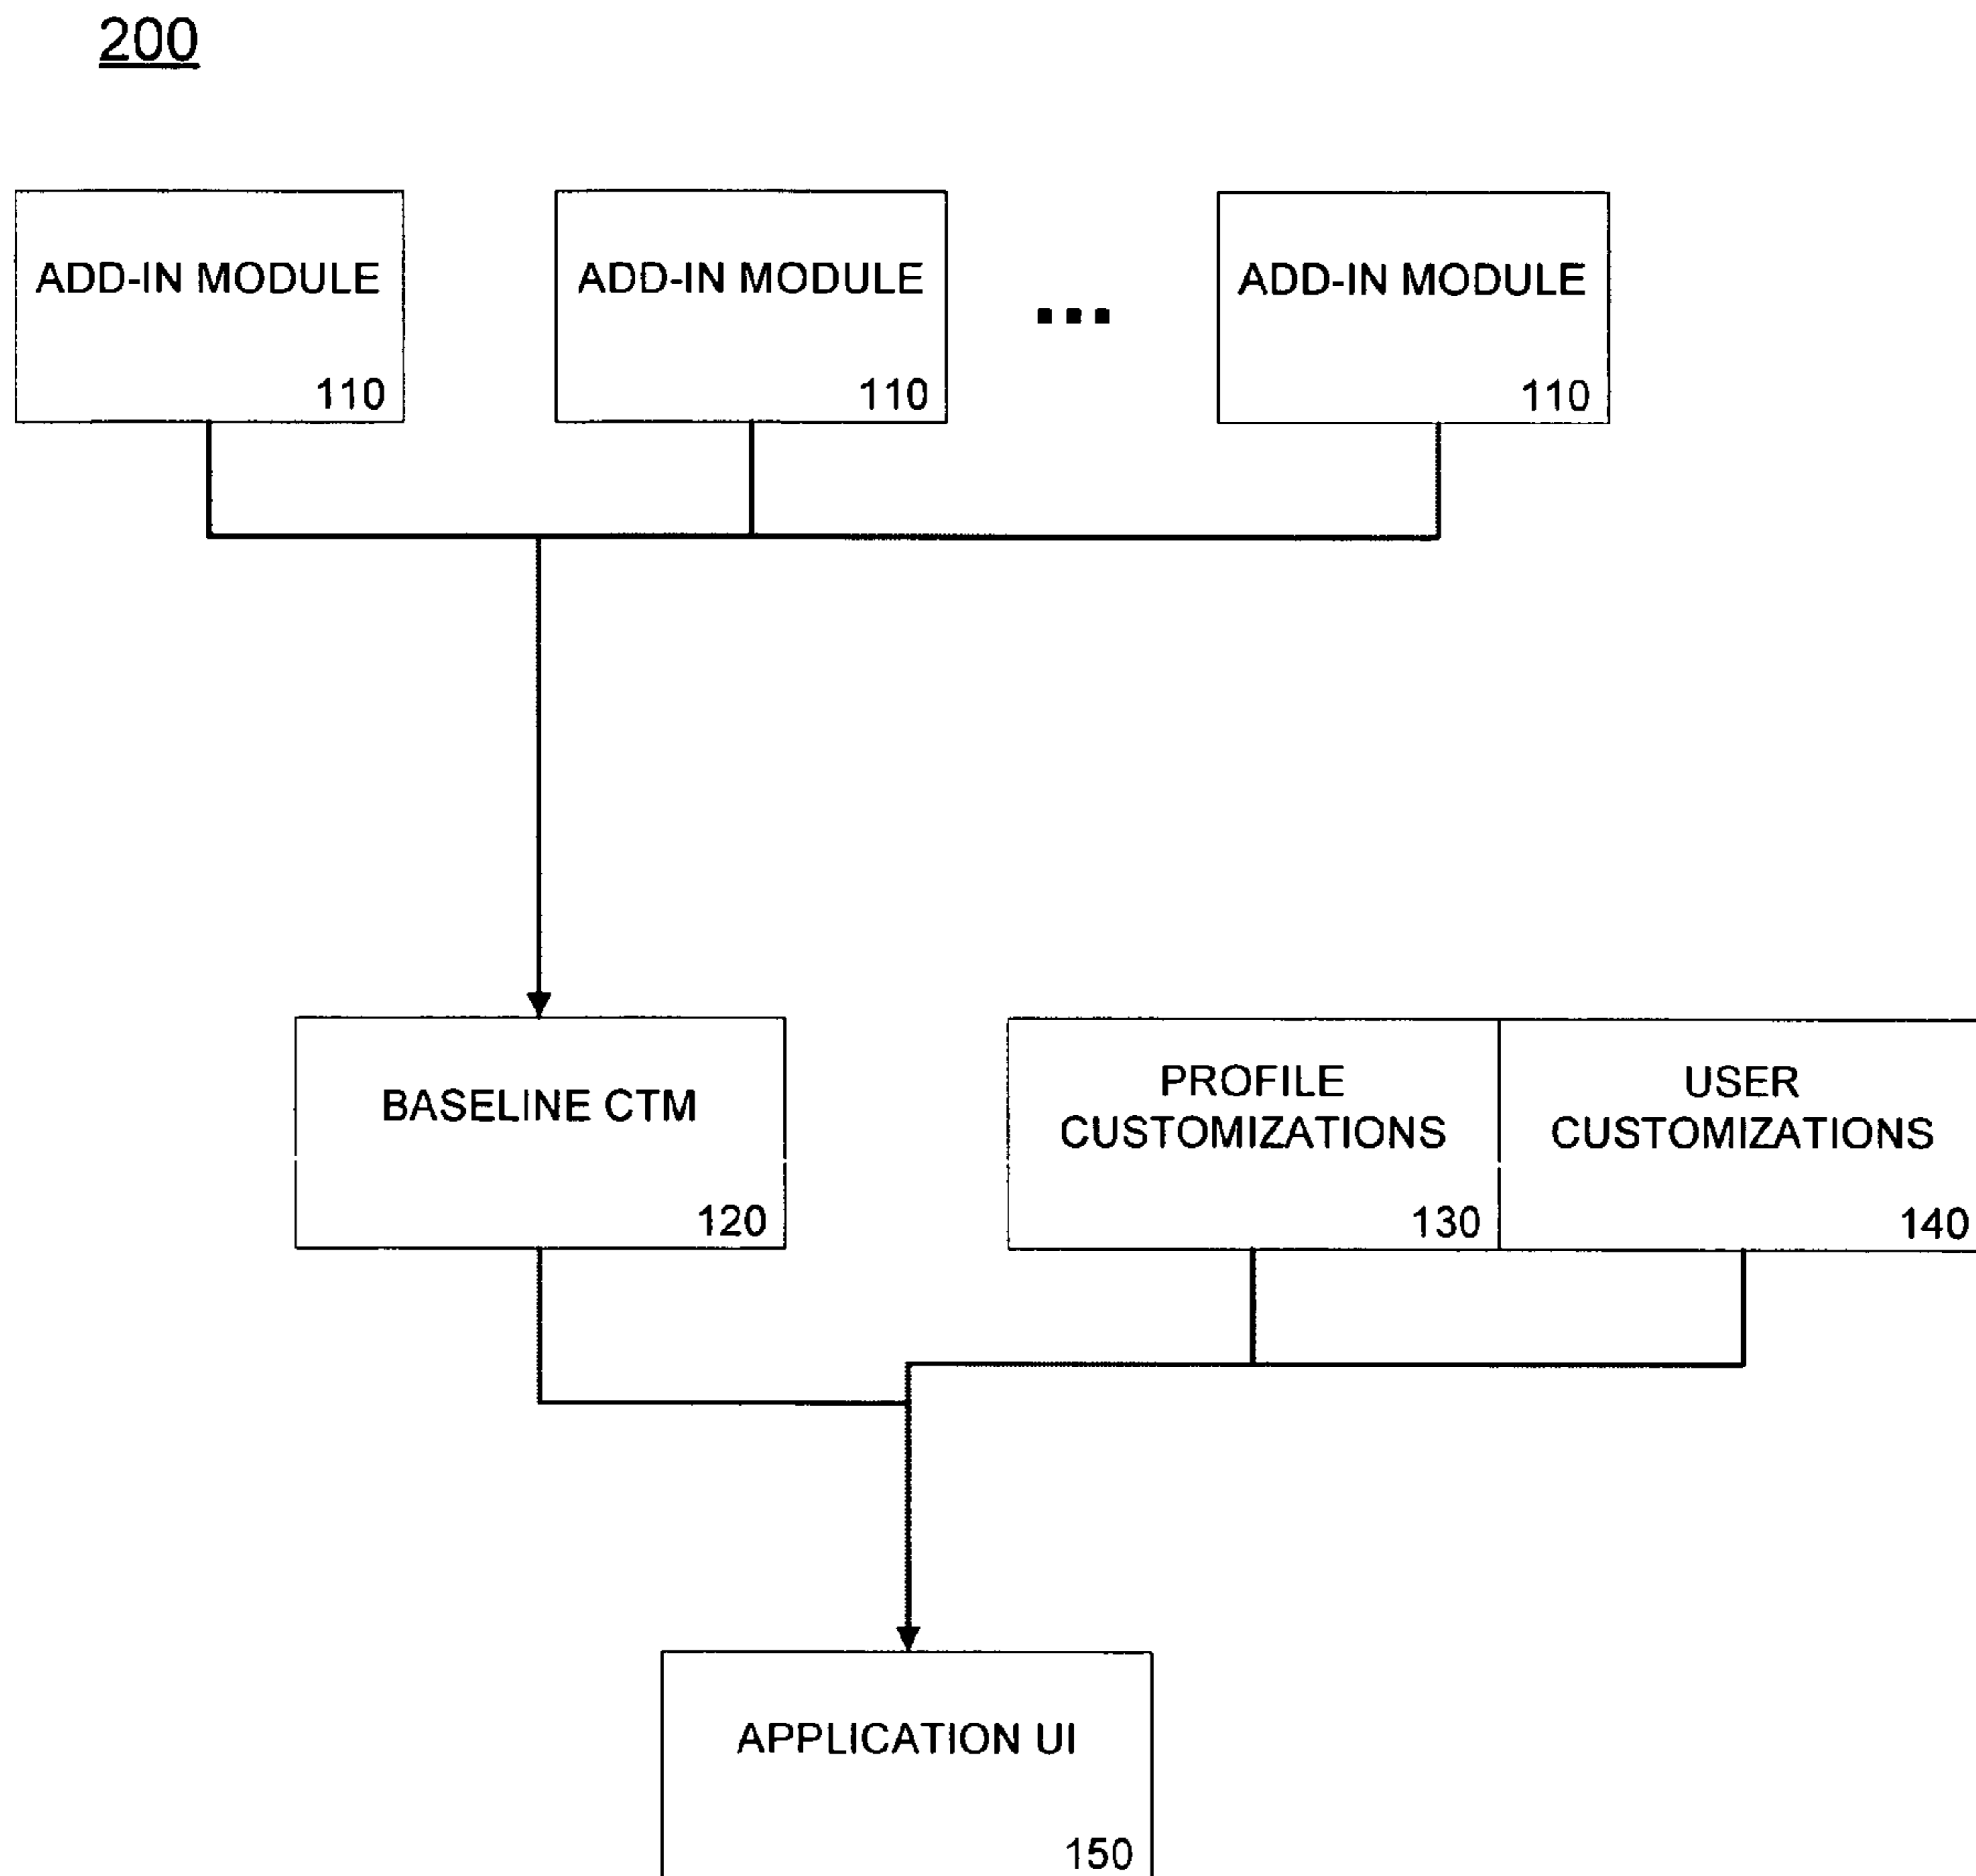 200
ADD-IN MODULE
110
ADD-IN MODULE
110
...
ADD-IN MODULE
110
BASELINE CTM
120
PROFILE
CUSTOMIZATIONS
130
USER
CUSTOMIZATIONS
140
APPLICATION UI
150